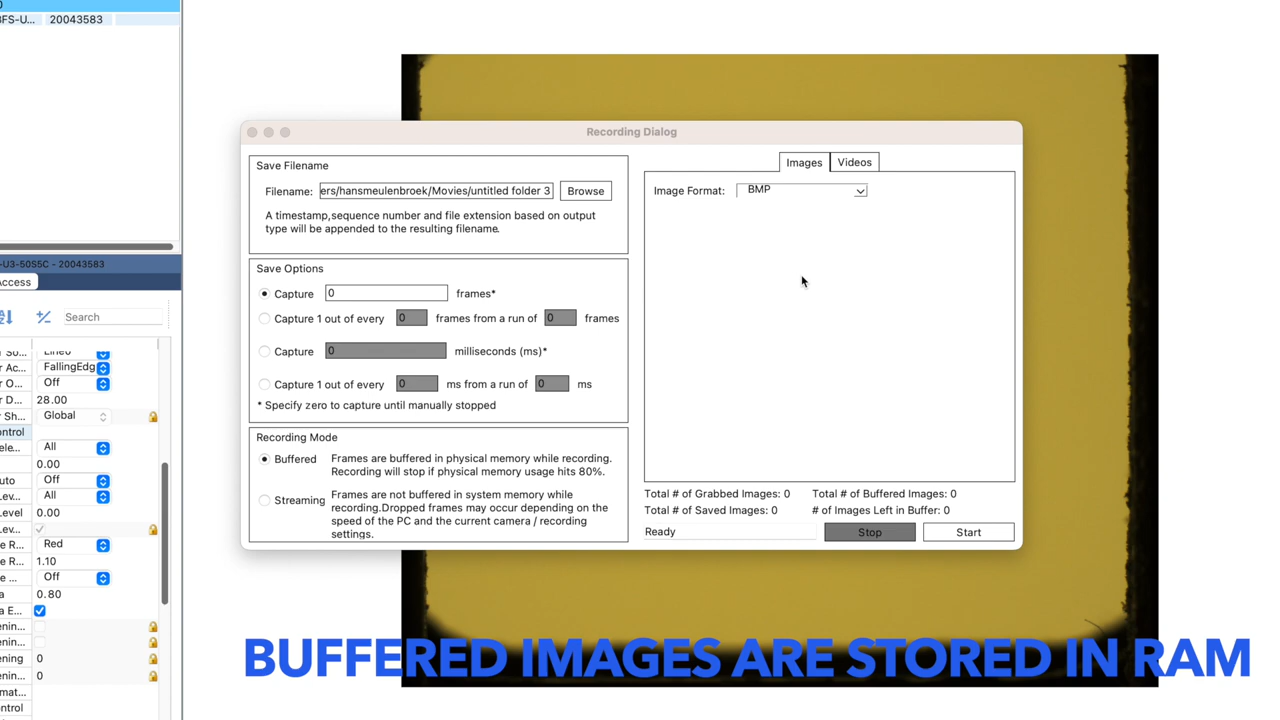 0
BFS-U... 20043583
-U3-50S5C - 20043583
Access
Search
FallingEdg
Off
28.00
Global
ontrol
All
0.00
Off
All
0.00
Red
1.10
Off
0.80
0
0
Recording Dialog
Save Filename
Filename: ers/hansmeulenbroek/Movies/untitled folder 3 Browse
A timestamp,sequence number and file extension based on output
type will be appended to the resulting filename.
Save Options
Capture 0 frames*
Capture 1 out of every 0 frames from a run of 0 frames
Capture 0 milliseconds (ms)*
Capture 1 out of every 0 ms from a run of 0 ms
* Specify zero to capture until manually stopped
Recording Mode
Buffered Frames are buffered in physical memory while recording.
Recording will stop if physical memory usage hits 80%.
Streaming Frames are not buffered in system memory while
recording.Dropped frames may occur depending on the
speed of the PC and the current camera / recording
settings.
Images Videos
Image Format: BMP
Total # of Grabbed Images: 0 Total # of Buffered Images: 0
Total # of Saved Images: 0 # of Images Left in Buffer: 0
Ready Stop Start
BUFFERED IMAGES ARE STORED IN RAM